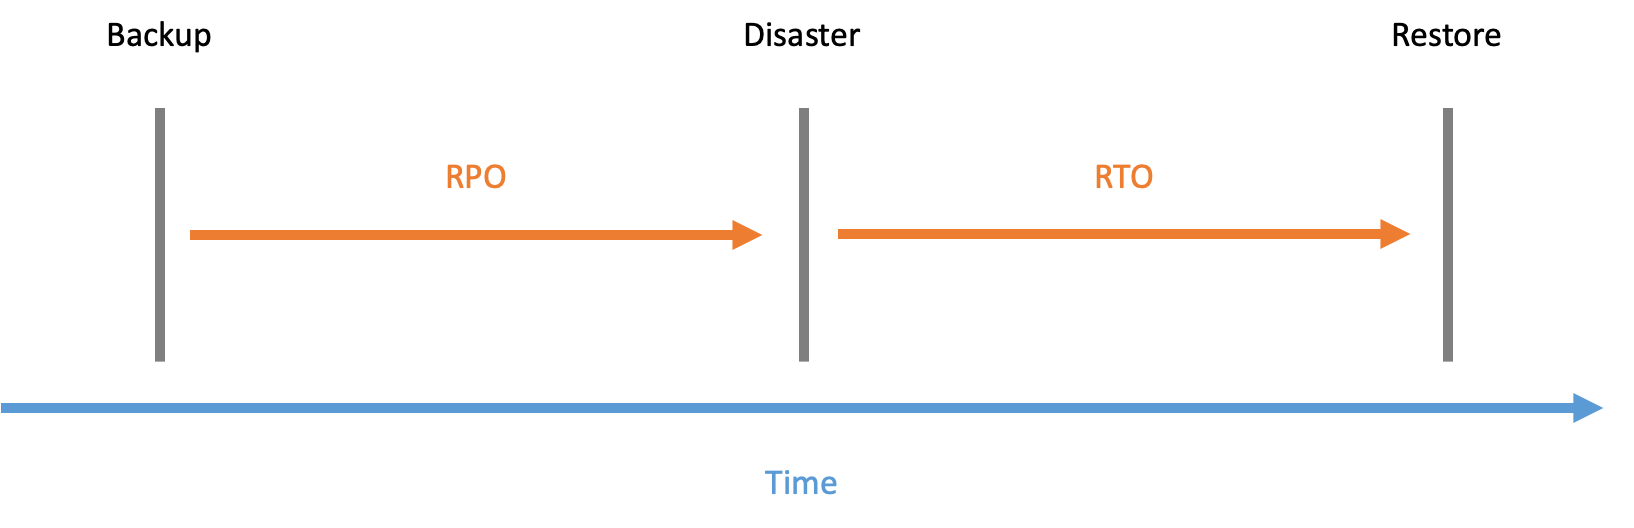 Backup Disaster Restore
RPO RTO
Time